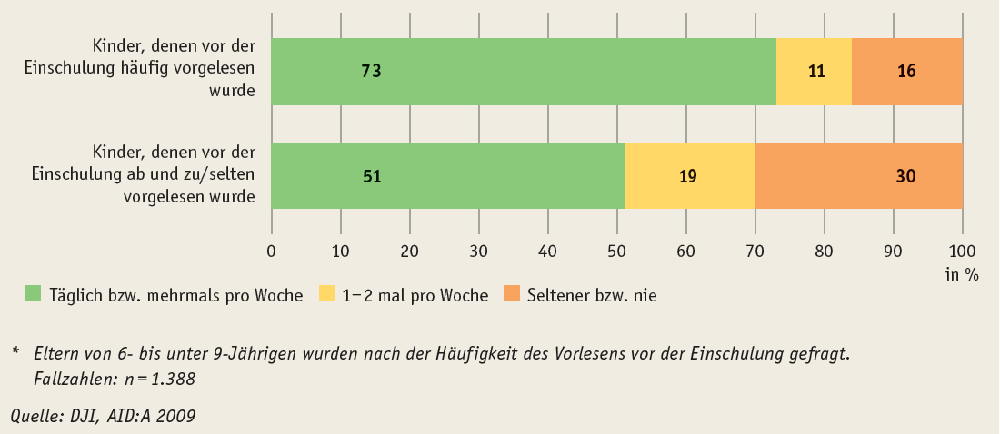 Kinder, denen vor der
Einschulung häufig vorgelesen
wurde
73
11
16
Kinder, denen vor der
Einschulung ab und zu/selten
vorgelesen wurde
51
19
30
0 10 20 30 40 50 60 70 80 90 100
in %
Täglich bzw. mehrmals pro Woche 1–2 mal pro Woche Seltener bzw. nie
* Eltern von 6- bis unter 9-Jährigen wurden nach der Häufigkeit des Vorlesens vor der Einschulung gefragt.
Fallzahlen: n = 1.388
Quelle: DJI, AID:A 2009